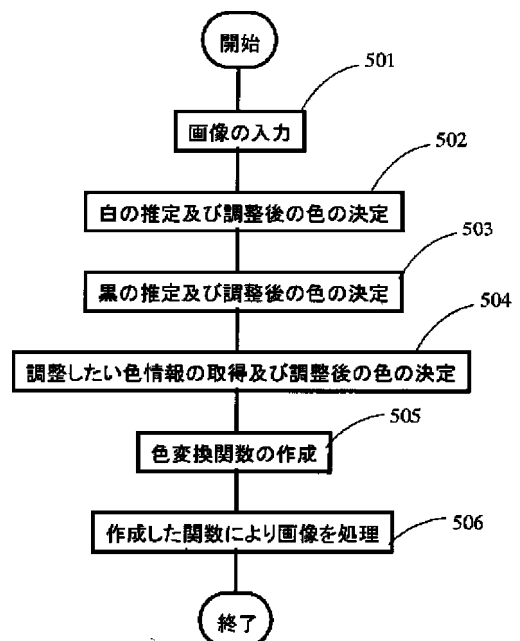 開始
501
画像の入力
502
白の推定及び調整後の色の決定
503
黒の推定及び調整後の色の決定
504
調整したい色情報の取得及び調整後の色の決定
505
色変換関数の作成
506
作成した関数により画像を処理
終了